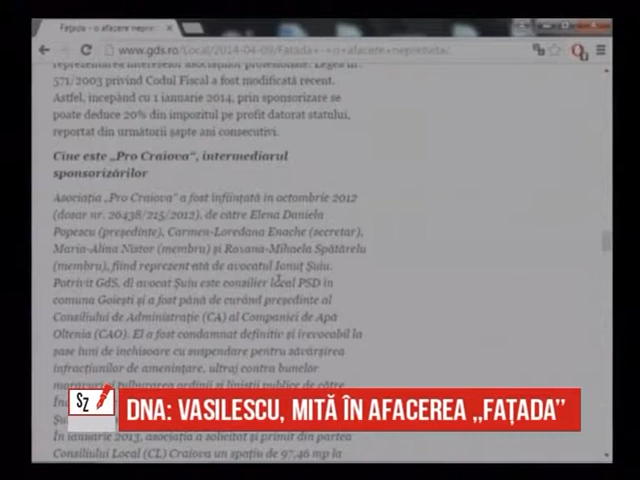 Fațada – o afacere nepre
www.gds.ro/Local/2014-04-09/Fatada+-+o+afacere+nepretuita/
reprezentarea intereselor asociațiilor profesionale. Legea nr.
571/2003 privind Codul Fiscal a fost modificată recent.
Astfel, începând cu 1 ianuarie 2014, prin sponsorizare se
poate deduce 20% din impozitul pe profit datorat statului,
reportat din următorii șapte ani consecutivi.
Cine este „Pro Craiova“, intermediarul
sponsorizărilor
Asociația „Pro Craiova“ a fost înființată în octombrie 2012
(dosar nr. 26438/215/2012), de către Elena Daniela
Popescu (președinte), Carmen-Loredana Enache (secretar),
Maria-Alina Nistor (membru) și Roxana-Mihaela Spătărelu
(membru), fiind reprezentată de avocatul Ionuț Șuiu.
Potrivit GdS, dl avocat Șuiu este consilier local PSD în
comuna Goiești și a fost până de curând președinte al
Consiliului de Administrație (CA) al Companiei de Apă
Oltenia (CAO). El a fost condamnat definitiv și irevocabil la
șase luni de închisoare cu suspendare pentru săvârșirea
infracțiunilor de amenințare, ultraj contra bunelor
moravuri și tulburarea ordinii și liniștii publice de către
SZ
DNA: VASILESCU, MITĂ ÎN AFACEREA „FAȚADA”
În ianuarie 2013, asociația a solicitat și primit din partea
Consiliului Local (CL) Craiova un spațiu de 97,46 mp la